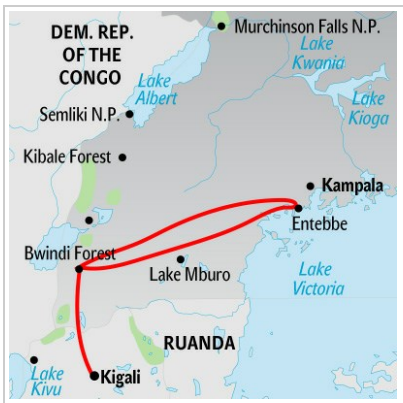 DEM. REP.
OF THE
CONGO
Murchinson Falls N.P.
Lake
Kwania
Lake
Albert
Lake
Kioga
Semliki N.P.
Kibale Forest
Kampala
Entebbe
Bwindi Forest
Lake Mburo
Lake
Victoria
RUANDA
Lake
Kivu
Kigali